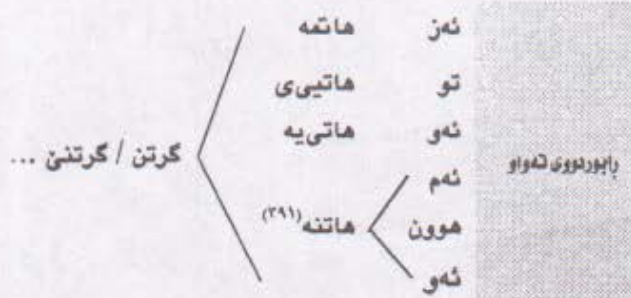 ئەز هاتمە
تو هاتیی
ئەو هاتی‌یە
ڕابوردووی تەواو
ئەم
گرتن / گرتنێ ...
هوون هاتنە(٣٩١)
ئەو